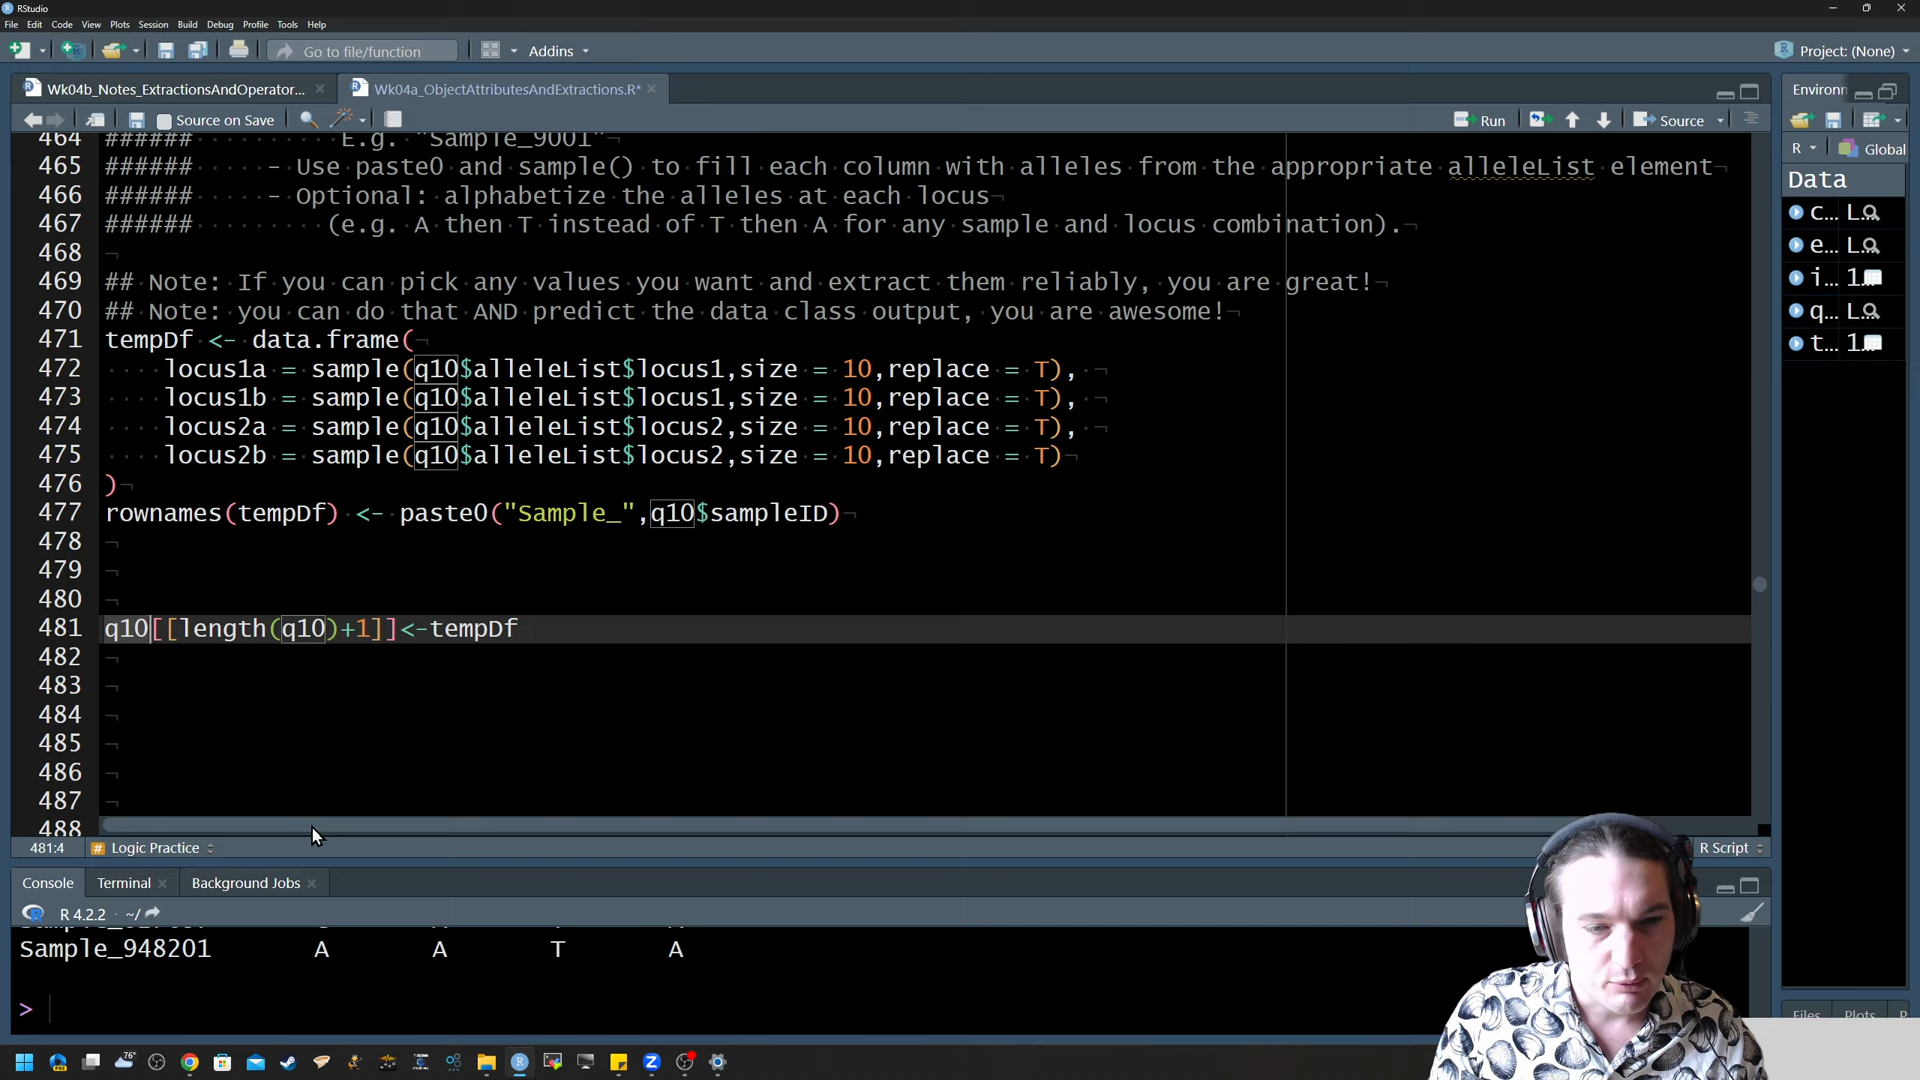 RStudio
File Edit Code View Plots Session Build Debug Profile Tools Help
Go to file/function Addins Project: (None)
Wk04b_Notes_ExtractionsAndOperator... Wk04a_ObjectAttributesAndExtractions.R* Environ
Source on Save Run Source
464 ###### E.g. "Sample_9001"
465 ###### - Use paste0 and sample() to fill each column with alleles from the appropriate alleleList element
466 ###### - Optional: alphabetize the alleles at each locus
467 ###### (e.g. A then T instead of T then A for any sample and locus combination).
468
469 ## Note: If you can pick any values you want and extract them reliably, you are great!
470 ## Note: you can do that AND predict the data class output, you are awesome!
471 tempDf <- data.frame(
472 locus1a = sample(q10$alleleList$locus1,size = 10,replace = T),
473 locus1b = sample(q10$alleleList$locus1,size = 10,replace = T),
474 locus2a = sample(q10$alleleList$locus2,size = 10,replace = T),
475 locus2b = sample(q10$alleleList$locus2,size = 10,replace = T)
476 )
477 rownames(tempDf) <- paste0("Sample_",q10$sampleID)
478
479
480
481 q10[[length(q10)+1]]<-tempDf
482
483
484
485
486
487
488
R Global
Data
c... L...
e... L...
i... 1...
q... L...
t... 1...
481:4 # Logic Practice R Script
Console Terminal Background Jobs
R 4.2.2 · ~/
Sample_948201 A A T A
>
Files Plots
76°